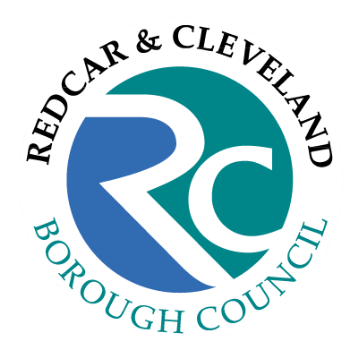 REDCAR & CLEVELAND
RC
BOROUGH COUNCIL